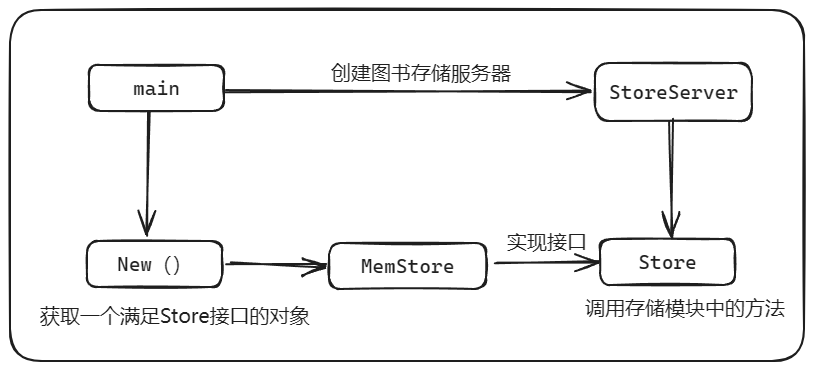 创建图书存储服务器
main
StoreServer
实现接口
New（）
MemStore
Store
获取一个满足Store接口的对象
调用存储模块中的方法